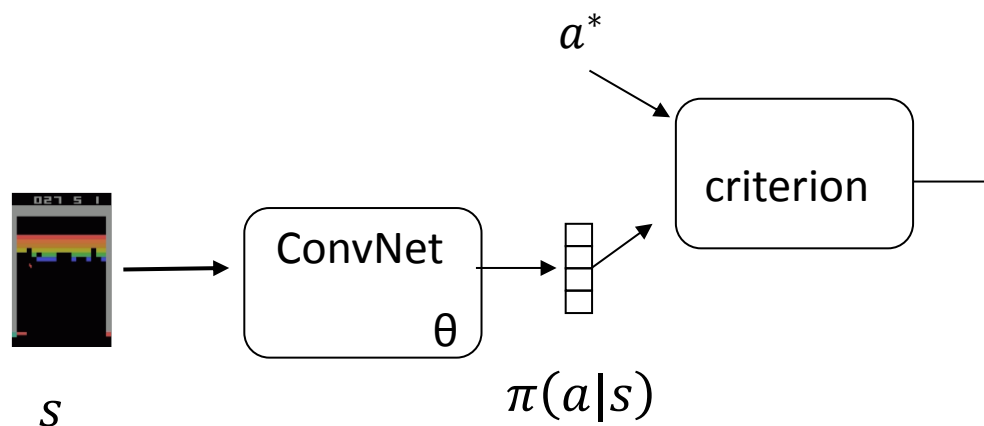 a*
criterion
ConvNet
θ
π(a|s)
s